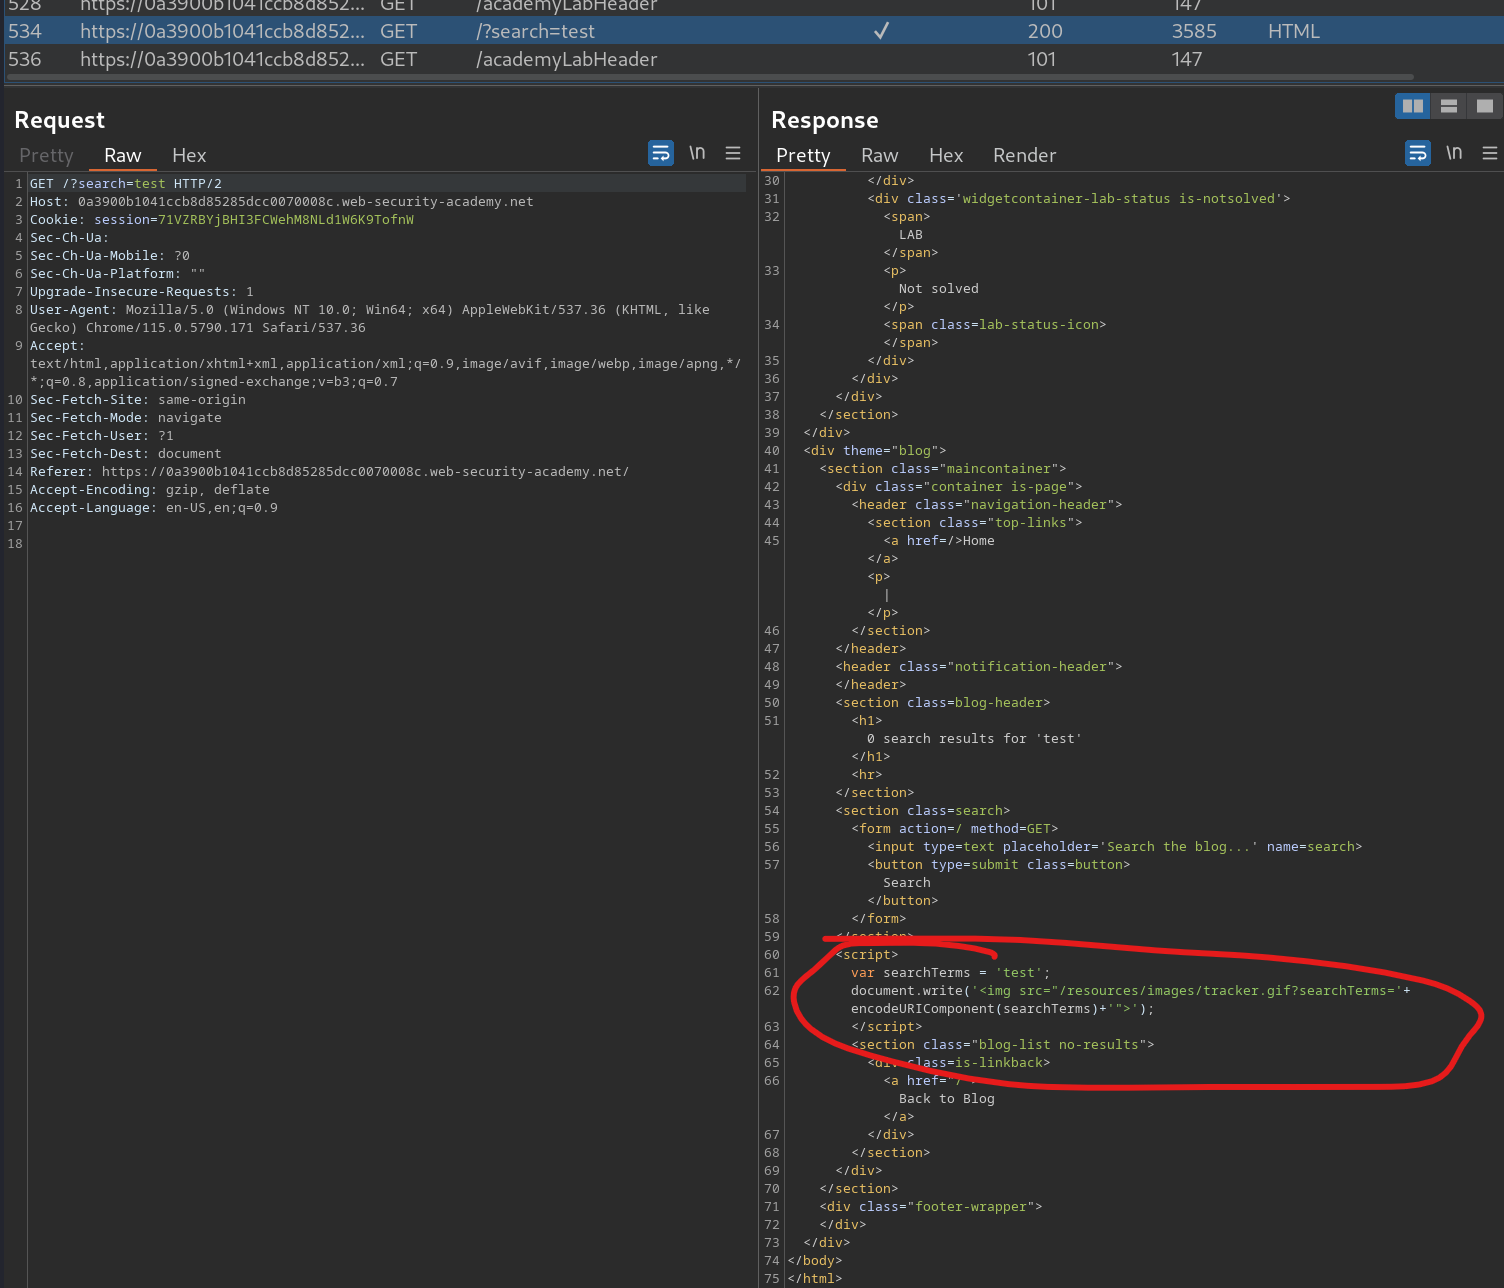 528 https://0a3900b1041ccb8d852... GET /academyLabHeader 101 147
534 https://0a3900b1041ccb8d852... GET /?search=test ✓ 200 3585 HTML
536 https://0a3900b1041ccb8d852... GET /academyLabHeader 101 147
Request
Pretty Raw Hex \n
1 GET /?search=test HTTP/2
2 Host: 0a3900b1041ccb8d85285dcc0070008c.web-security-academy.net
3 Cookie: session=71VZRBYjBHI3FCWehM8NLd1W6K9TofnW
4 Sec-Ch-Ua:
5 Sec-Ch-Ua-Mobile: ?0
6 Sec-Ch-Ua-Platform: ""
7 Upgrade-Insecure-Requests: 1
8 User-Agent: Mozilla/5.0 (Windows NT 10.0; Win64; x64) AppleWebKit/537.36 (KHTML, like
Gecko) Chrome/115.0.5790.171 Safari/537.36
9 Accept:
text/html,application/xhtml+xml,application/xml;q=0.9,image/avif,image/webp,image/apng,*/
*;q=0.8,application/signed-exchange;v=b3;q=0.7
10 Sec-Fetch-Site: same-origin
11 Sec-Fetch-Mode: navigate
12 Sec-Fetch-User: ?1
13 Sec-Fetch-Dest: document
14 Referer: https://0a3900b1041ccb8d85285dcc0070008c.web-security-academy.net/
15 Accept-Encoding: gzip, deflate
16 Accept-Language: en-US,en;q=0.9
17
18
Response
Pretty Raw Hex Render \n
30 </div>
31 <div class='widgetcontainer-lab-status is-notsolved'>
32 <span>
LAB
</span>
33 <p>
Not solved
</p>
34 <span class=lab-status-icon>
</span>
35 </div>
36 </div>
37 </div>
38 </section>
39 </div>
40 <div theme="blog">
41 <section class="maincontainer">
42 <div class="container is-page">
43 <header class="navigation-header">
44 <section class="top-links">
45 <a href=/>Home
</a>
<p>
|
</p>
46 </section>
47 </header>
48 <header class="notification-header">
49 </header>
50 <section class=blog-header>
51 <h1>
0 search results for 'test'
</h1>
52 <hr>
53 </section>
54 <section class=search>
55 <form action=/ method=GET>
56 <input type=text placeholder='Search the blog...' name=search>
57 <button type=submit class=button>
Search
</button>
58 </form>
59 </section>
60 <script>
61 var searchTerms = 'test';
62 document.write('<img src="/resources/images/tracker.gif?searchTerms='+
encodeURIComponent(searchTerms)+'">');
63 </script>
64 <section class="blog-list no-results">
65 <div class=is-linkback>
66 <a href="/">
Back to Blog
</a>
67 </div>
68 </section>
69 </div>
70 </section>
71 <div class="footer-wrapper">
72 </div>
73 </div>
74 </body>
75 </html>